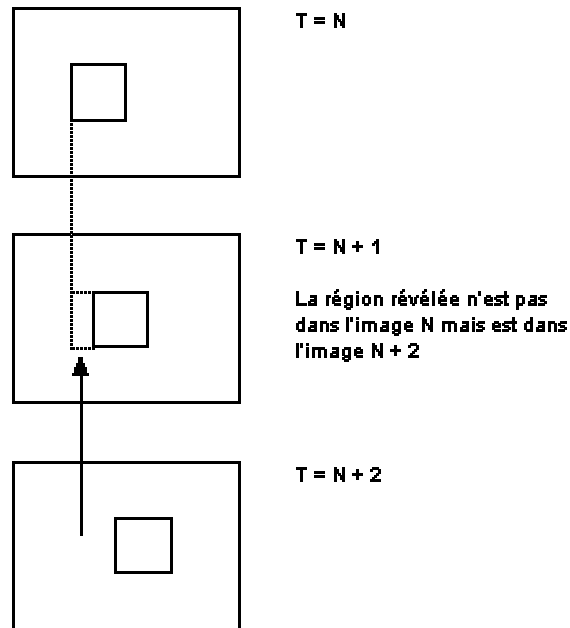 T = N
T = N + 1
La région révélée n'est pas
dans l'image N mais est dans
l'image N + 2
T = N + 2